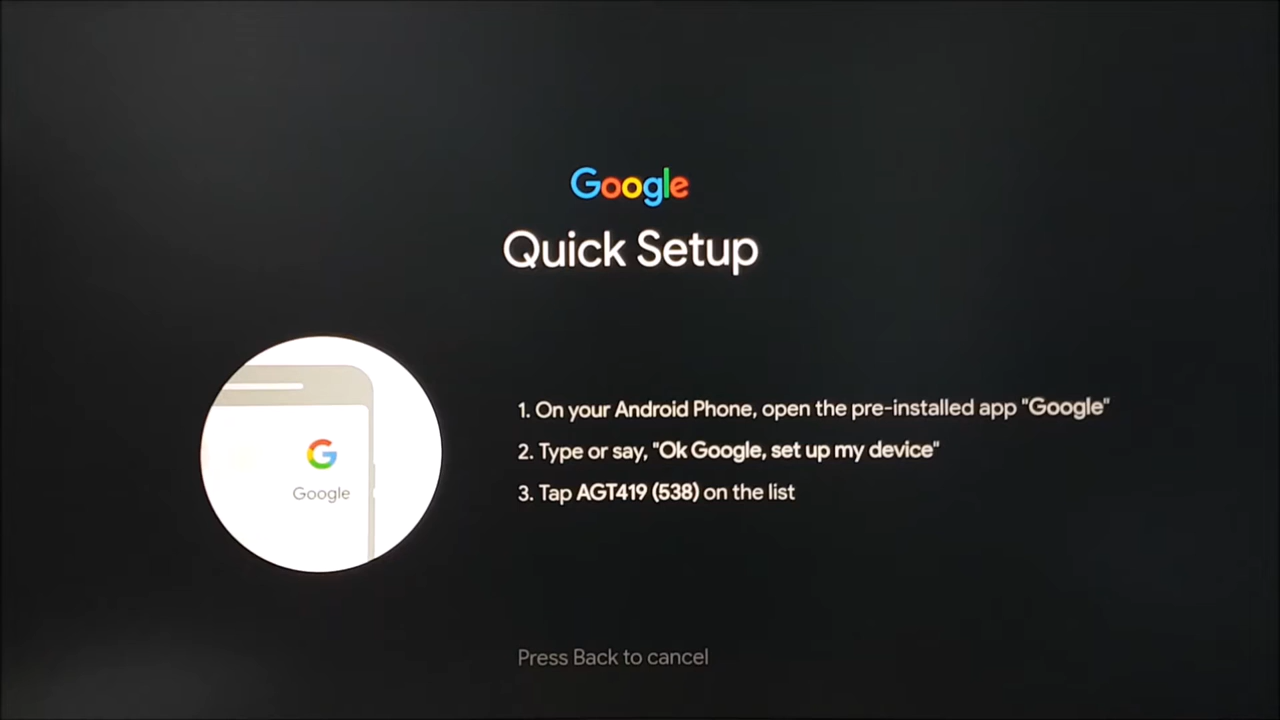 Google
Quick Setup
1. On your Android Phone, open the pre-installed app "Google"
2. Type or say, "Ok Google, set up my device"
3. Tap AGT419 (538) on the list
G
Google
Press Back to cancel